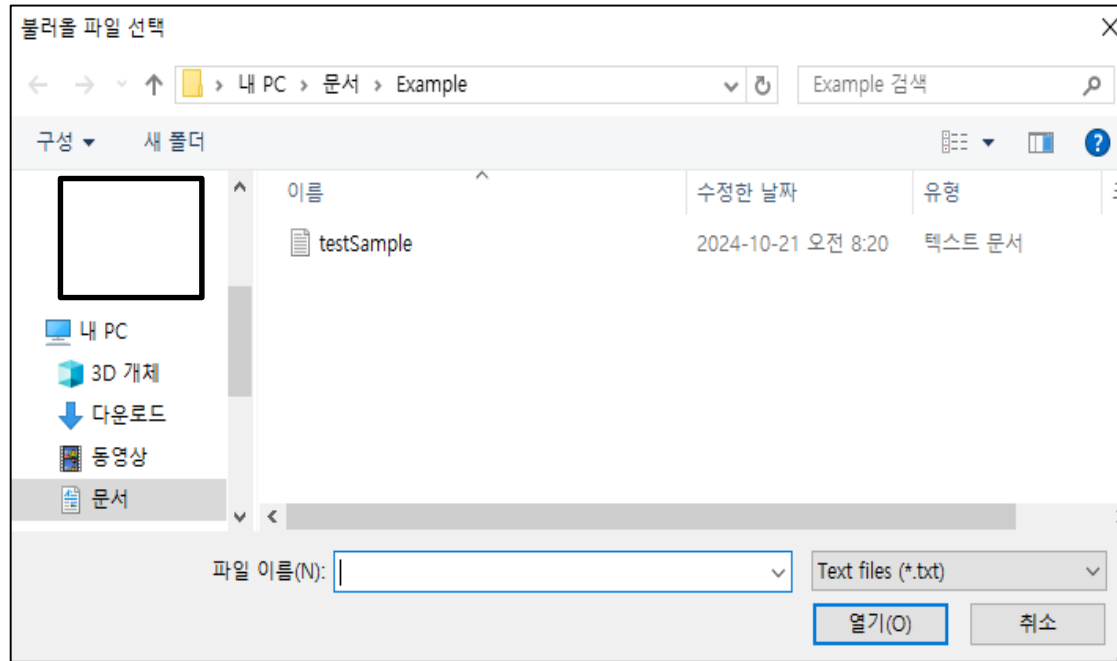 불러올 파일 선택
내 PC > 문서 > Example
Example 검색
구성
새 폴더
이름
수정한 날짜
유형
testSample
2024-10-21 오전 8:20
텍스트 문서
내 PC
3D 개체
다운로드
동영상
문서
파일 이름(N):
Text files (*.txt)
열기(O)
취소